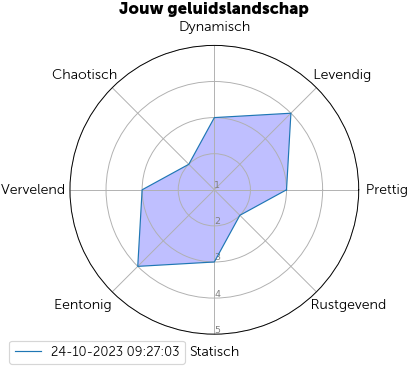 Jouw geluidslandschap
Dynamisch
Chaotisch
Levendig
Vervelend
1
Prettig
2
3
4
Eentonig
Rustgevend
5
24-10-2023 09:27:03
Statisch